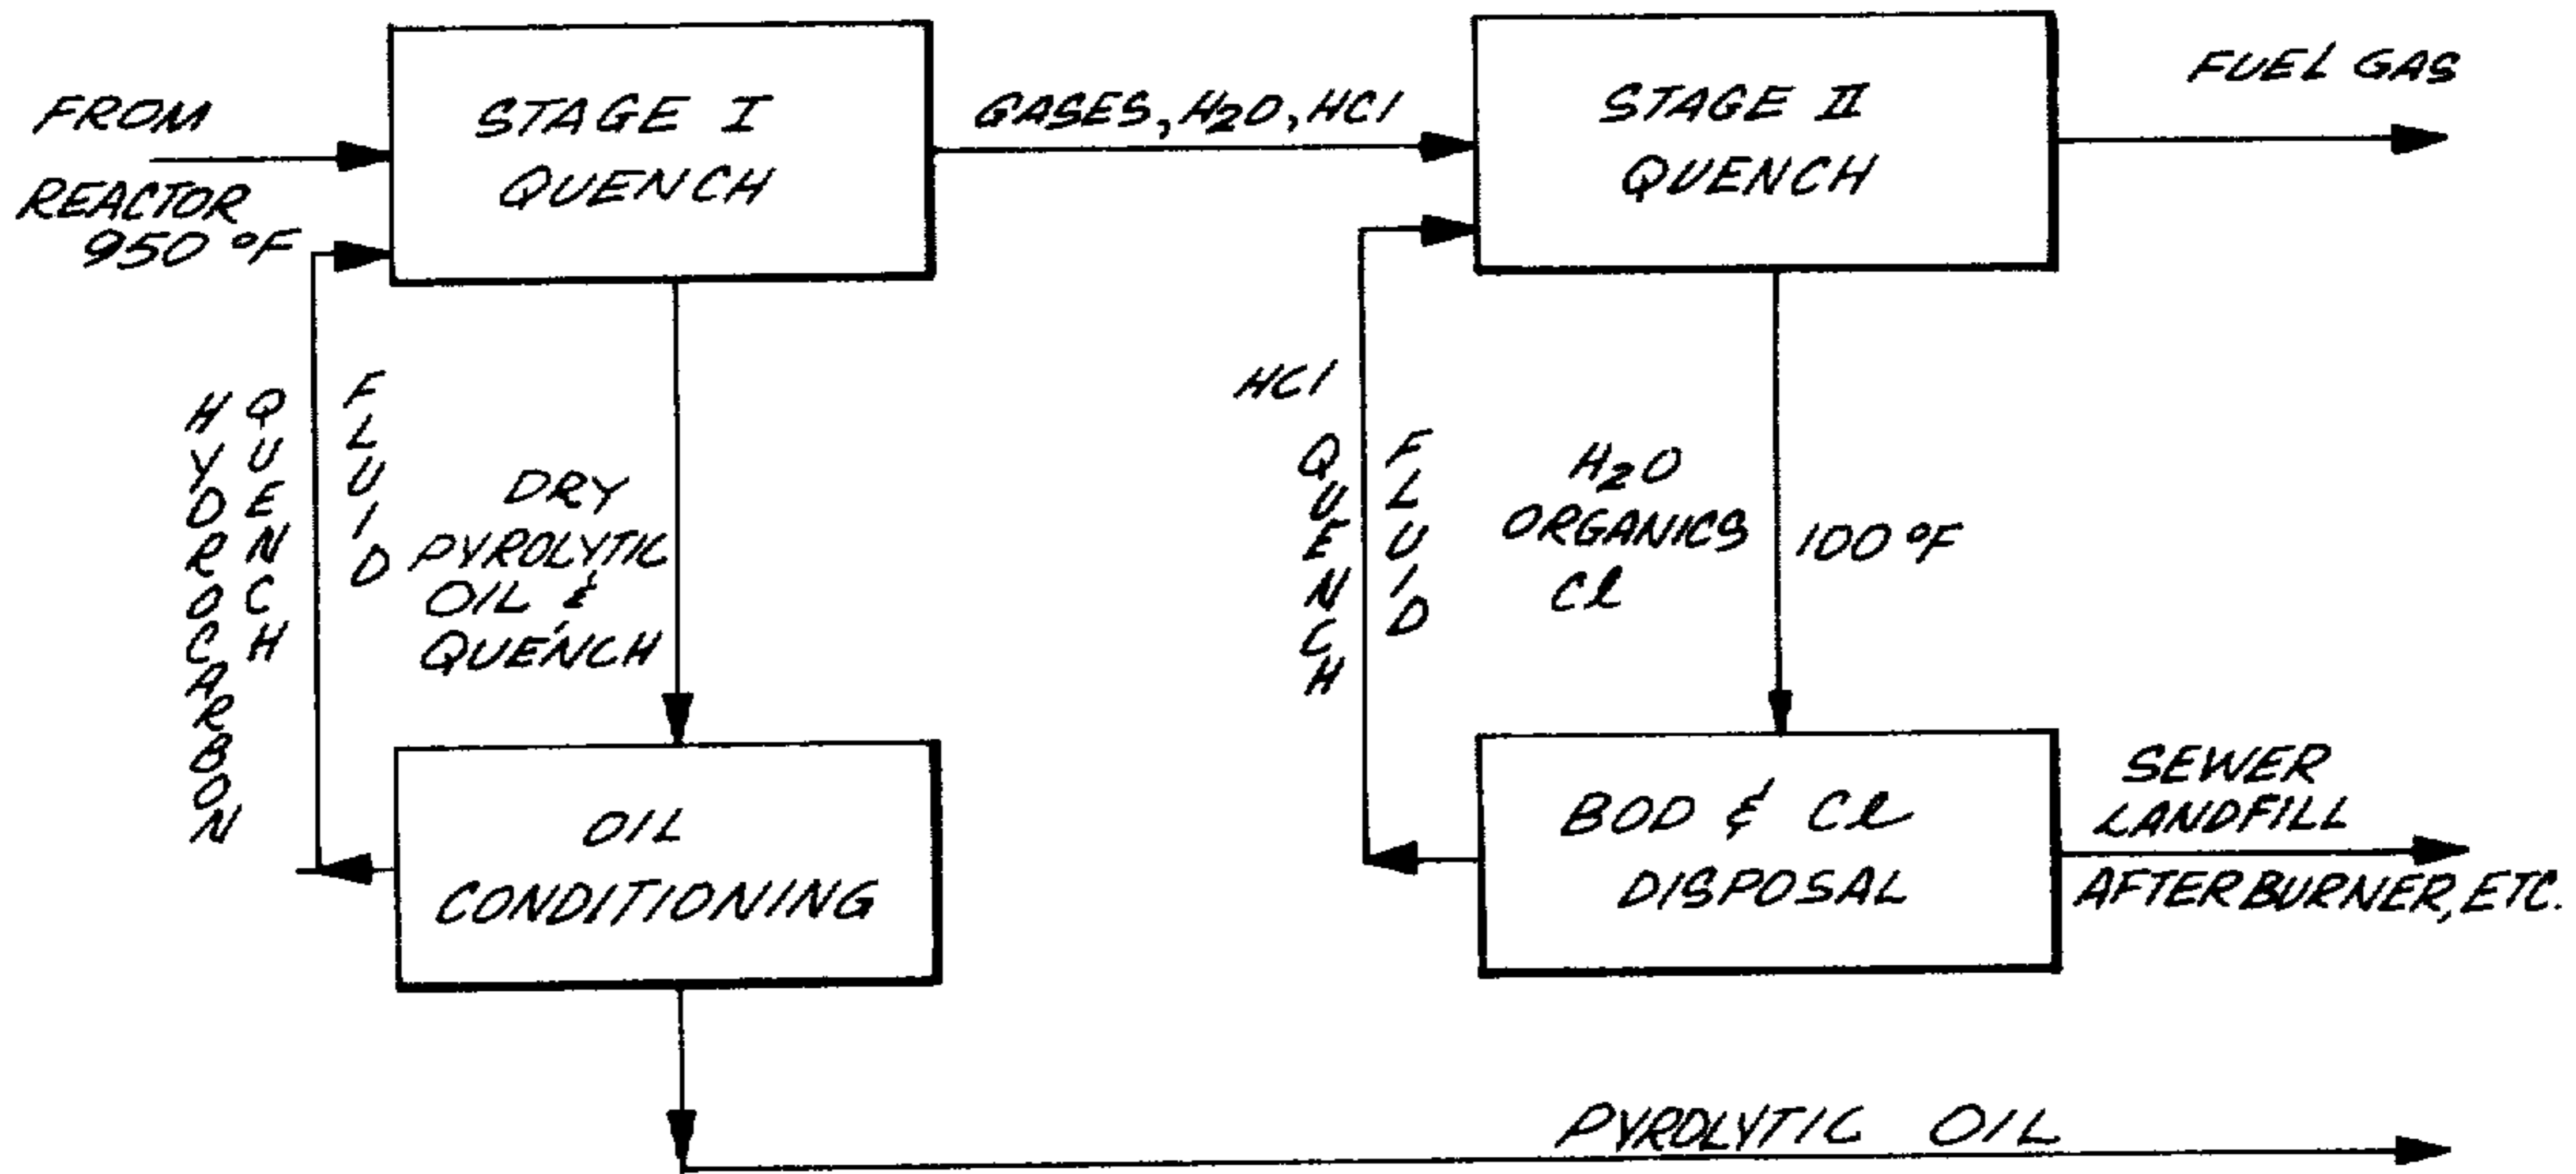 FROM
REACTOR
950 °F
STAGE I
QUENCH
GASES, H2O, HCl
STAGE II
QUENCH
FUEL GAS
HYDROCARBON
QUENCH
FLUID
DRY
PYROLYTIC
OIL &
QUENCH
HCl
QUENCH
FLUID
H2O
ORGANICS
Cl
100 °F
OIL
CONDITIONING
BOD & Cl
DISPOSAL
SEWER
LANDFILL
AFTERBURNER, ETC.
PYROLYTIC OIL